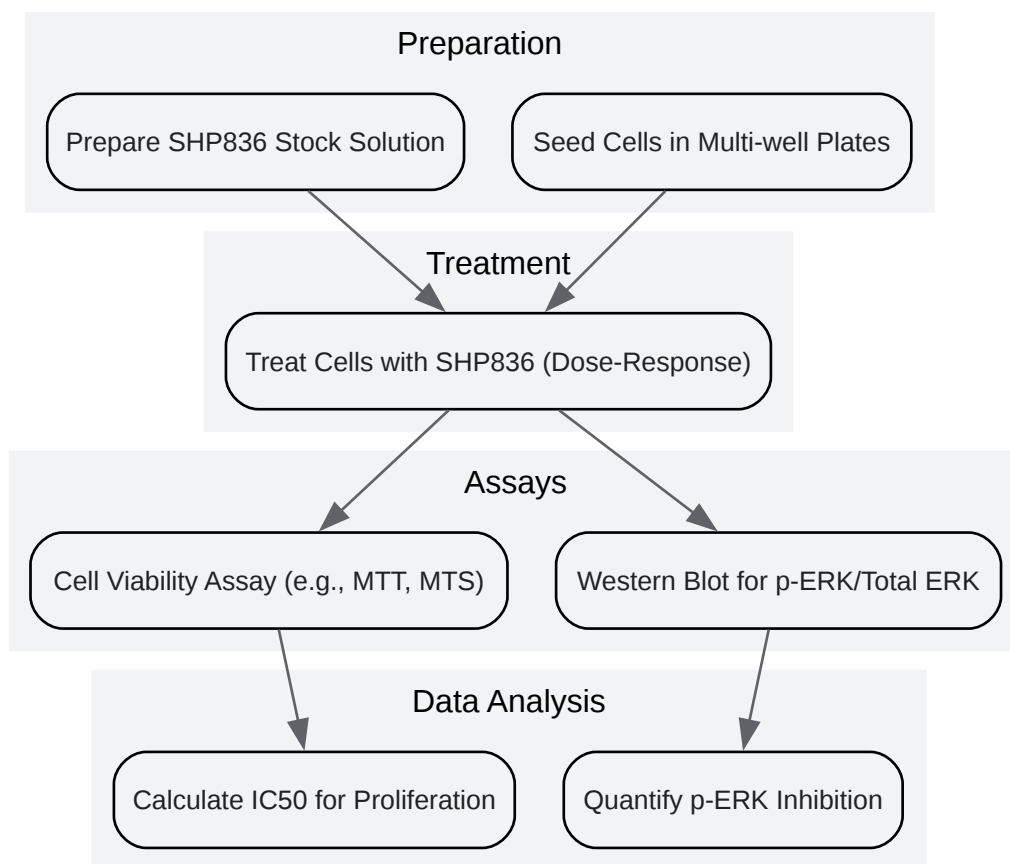 Preparation
Prepare SHP836 Stock Solution
Seed Cells in Multi-well Plates
Treatment
Treat Cells with SHP836 (Dose-Response)
Assays
Cell Viability Assay (e.g., MTT, MTS)
Western Blot for p-ERK/Total ERK
Data Analysis
Calculate IC50 for Proliferation
Quantify p-ERK Inhibition